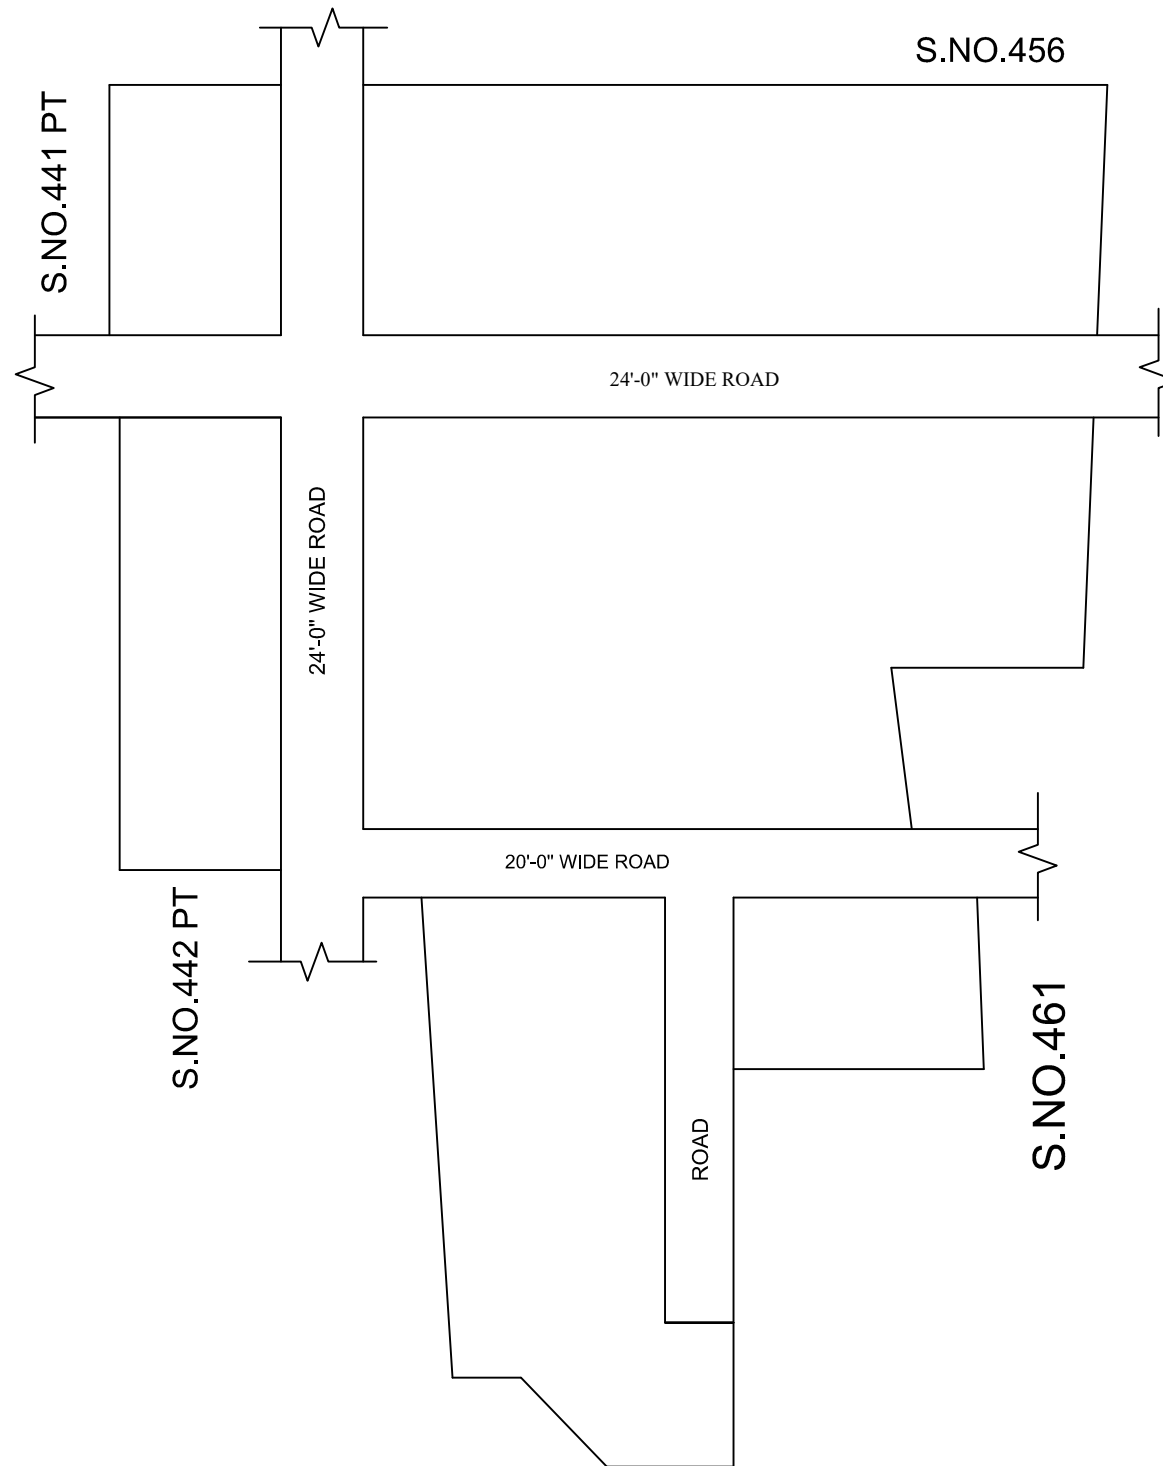 S.NO.456
S.NO.441 PT
24'-0" WIDE ROAD
24'-0" WIDE ROAD
20'-0" WIDE ROAD
S.NO.442 PT
S.NO.461
ROAD